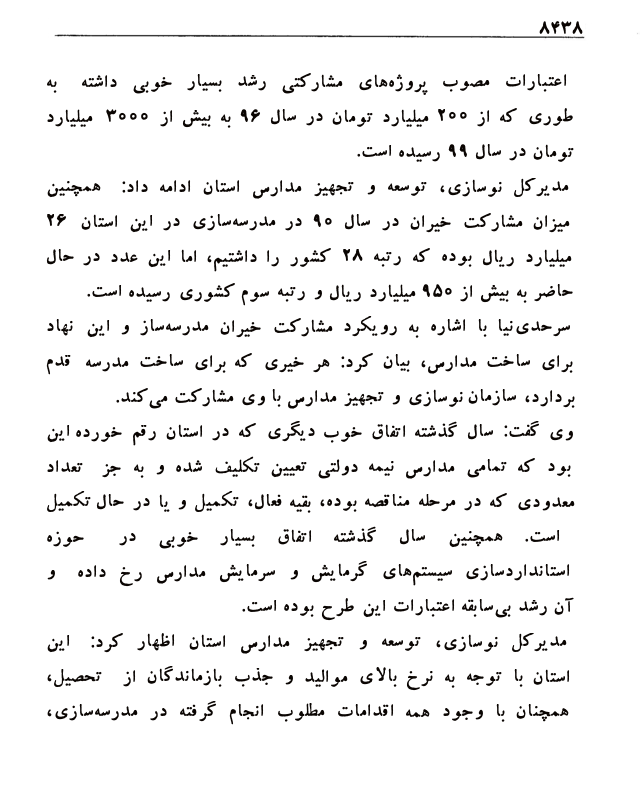 ۸۴۳۸
اعتبارات مصوب پروژه‌های مشارکتی رشد بسیار خوبی داشته به
طوری که از ۲۰۰ میلیارد تومان در سال ۹۶ به بیش از ۳۰۰۰ میلیارد
تومان در سال ۹۹ رسیده است.
مدیرکل نوسازی، توسعه و تجهیز مدارس استان ادامه داد: همچنین
میزان مشارکت خیران در سال ۹۰ در مدرسه‌سازی در این استان ۲۶
میلیارد ریال بوده که رتبه ۲۸ کشور را داشتیم، اما این عدد در حال
حاضر به بیش از ۹۵۰ میلیارد ریال و رتبه سوم کشوری رسیده است.
سرحدی‌نیا با اشاره به رویکرد مشارکت خیران مدرسه‌ساز و این نهاد
برای ساخت مدارس، بیان کرد: هر خیری که برای ساخت مدرسه قدم
بردارد، سازمان نوسازی و تجهیز مدارس با وی مشارکت می‌کند.
وی گفت: سال گذشته اتفاق خوب دیگری که در استان رقم خورده این
بود که تمامی مدارس نیمه دولتی تعیین تکلیف شده و به جز تعداد
معدودی که در مرحله مناقصه بوده، بقیه فعال، تکمیل و یا در حال تکمیل
است. همچنین سال گذشته اتفاق بسیار خوبی در حوزه
استانداردسازی سیستم‌های گرمایش و سرمایش مدارس رخ داده و
آن رشد بی‌سابقه اعتبارات این طرح بوده است.
مدیرکل نوسازی، توسعه و تجهیز مدارس استان اظهار کرد: این
استان با توجه به نرخ بالای موالید و جذب بازماندگان از تحصیل،
همچنان با وجود همه اقدامات مطلوب انجام گرفته در مدرسه‌سازی،